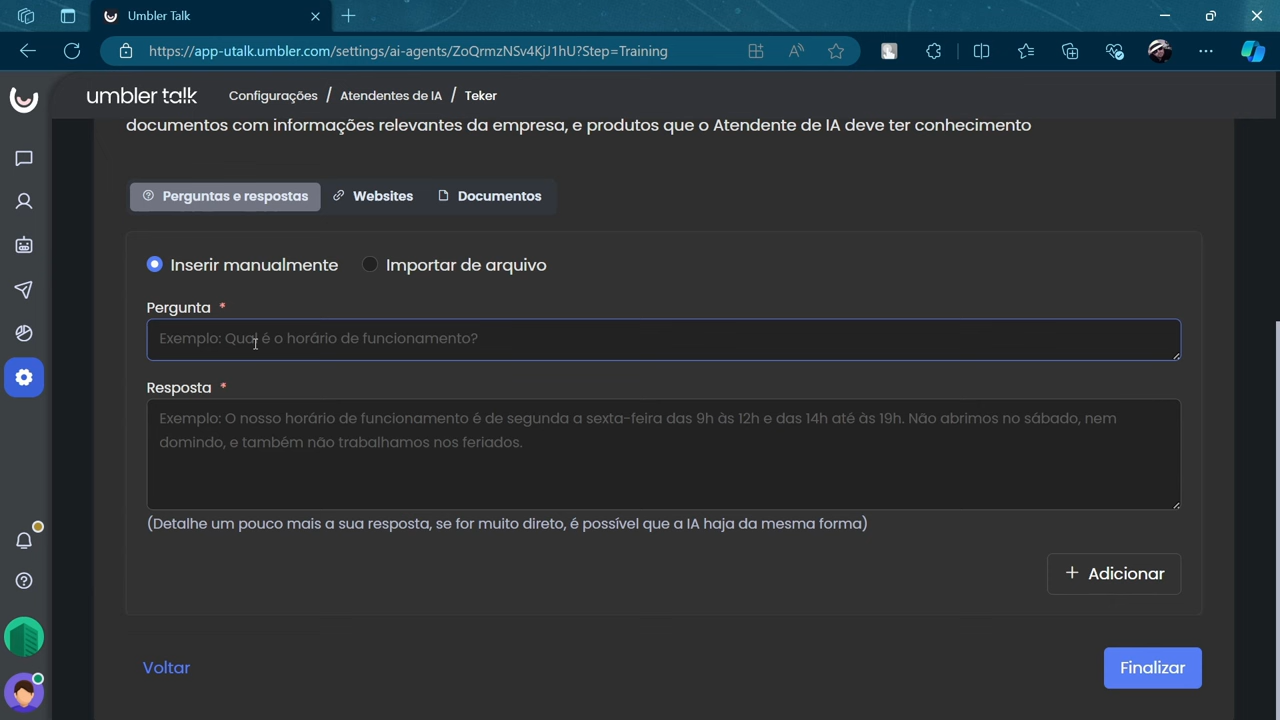 Umbler Talk
https://app-utalk.umbler.com/settings/ai-agents/ZoQrmzNSv4KjJ1hU?Step=Training
umbler talk
Configurações / Atendentes de IA / Teker
documentos com informações relevantes da empresa, e produtos que o Atendente de IA deve ter conhecimento
Perguntas e respostas
Websites
Documentos
Inserir manualmente
Importar de arquivo
Pergunta *
Exemplo: Qual é o horário de funcionamento?
Resposta *
Exemplo: O nosso horário de funcionamento é de segunda a sexta-feira das 9h às 12h e das 14h até às 19h. Não abrimos no sábado, nem
domindo, e também não trabalhamos nos feriados.
(Detalhe um pouco mais a sua resposta, se for muito direto, é possível que a IA haja da mesma forma)
+ Adicionar
Voltar
Finalizar